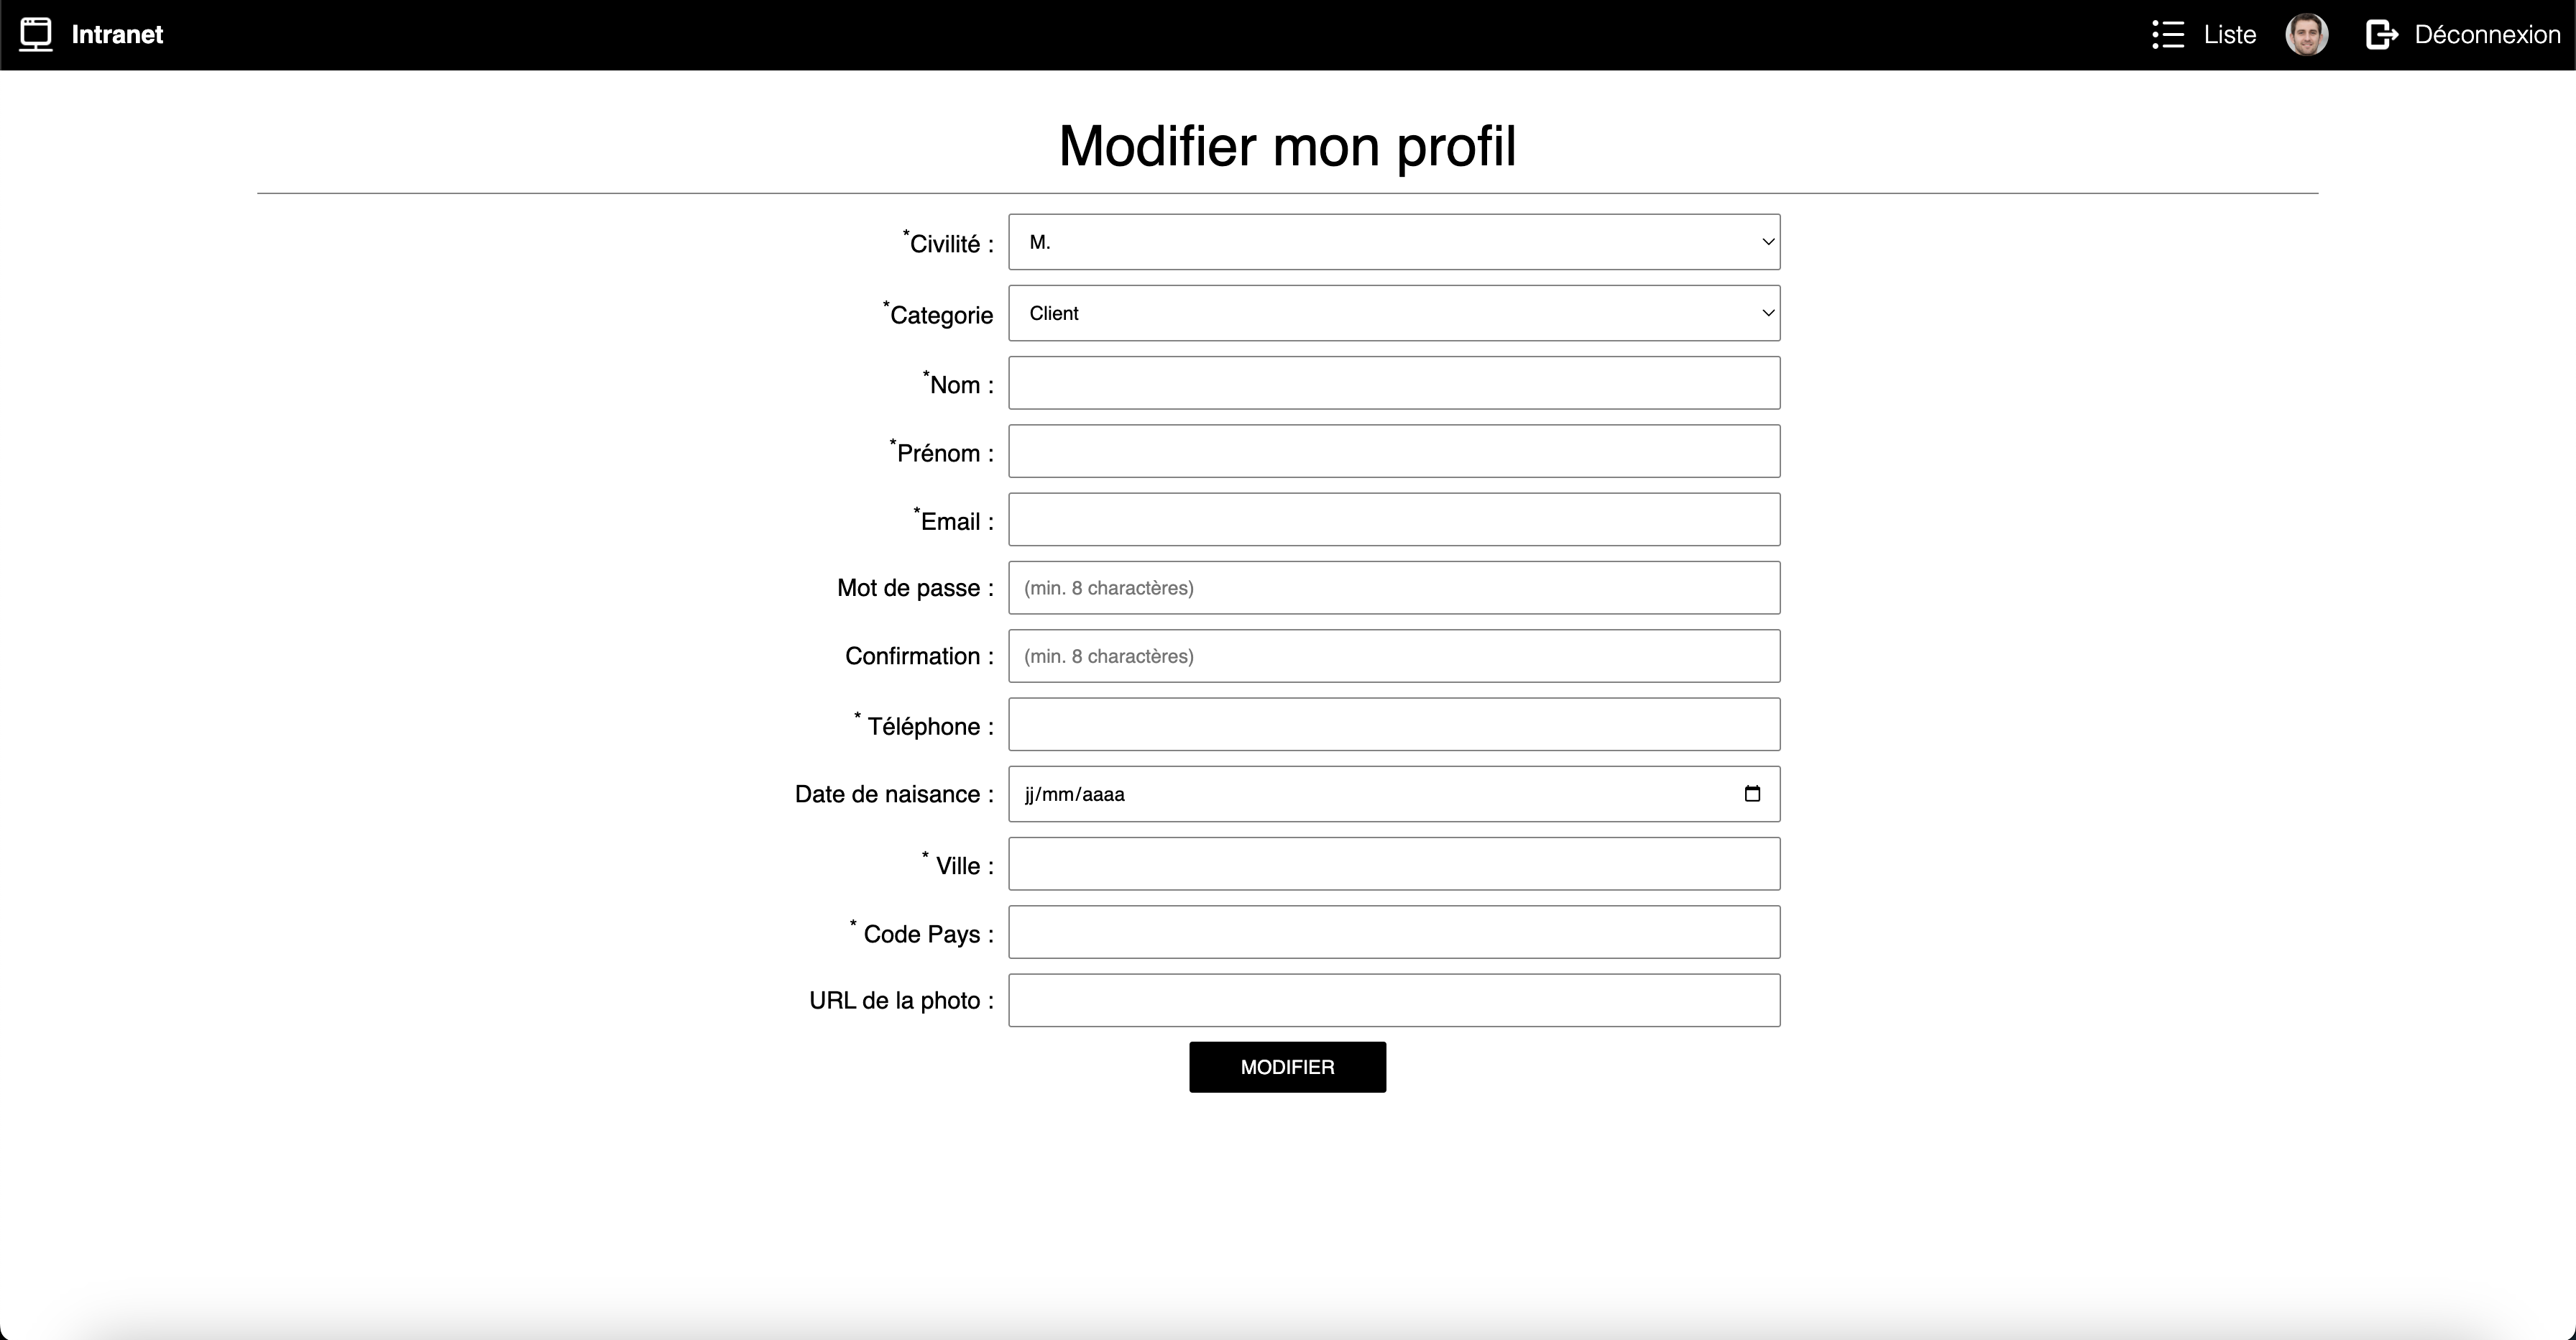 Intranet Liste Déconnexion
Modifier mon profil
*Civilité : M.
*Categorie Client
*Nom :
*Prénom :
*Email :
Mot de passe : (min. 8 charactères)
Confirmation : (min. 8 charactères)
* Téléphone :
Date de naisance : jj/mm/aaaa
* Ville :
* Code Pays :
URL de la photo :
MODIFIER